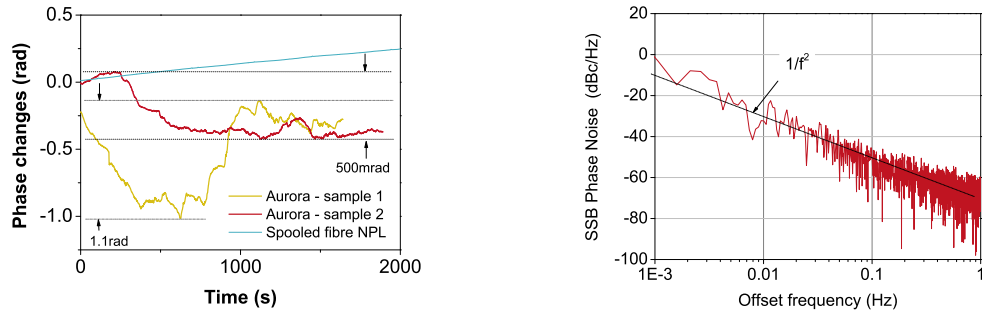 Phase changes (rad)
0.5
0.0
-0.5
-1.0
0
1000
2000
Time (s)
500mrad
1.1rad
Aurora - sample 1
Aurora - sample 2
Spooled fibre NPL
SSB Phase Noise (dBc/Hz)
20
0
-20
-40
-60
-80
-100
1E-3
0.01
0.1
1
Offset frequency (Hz)
1/f²